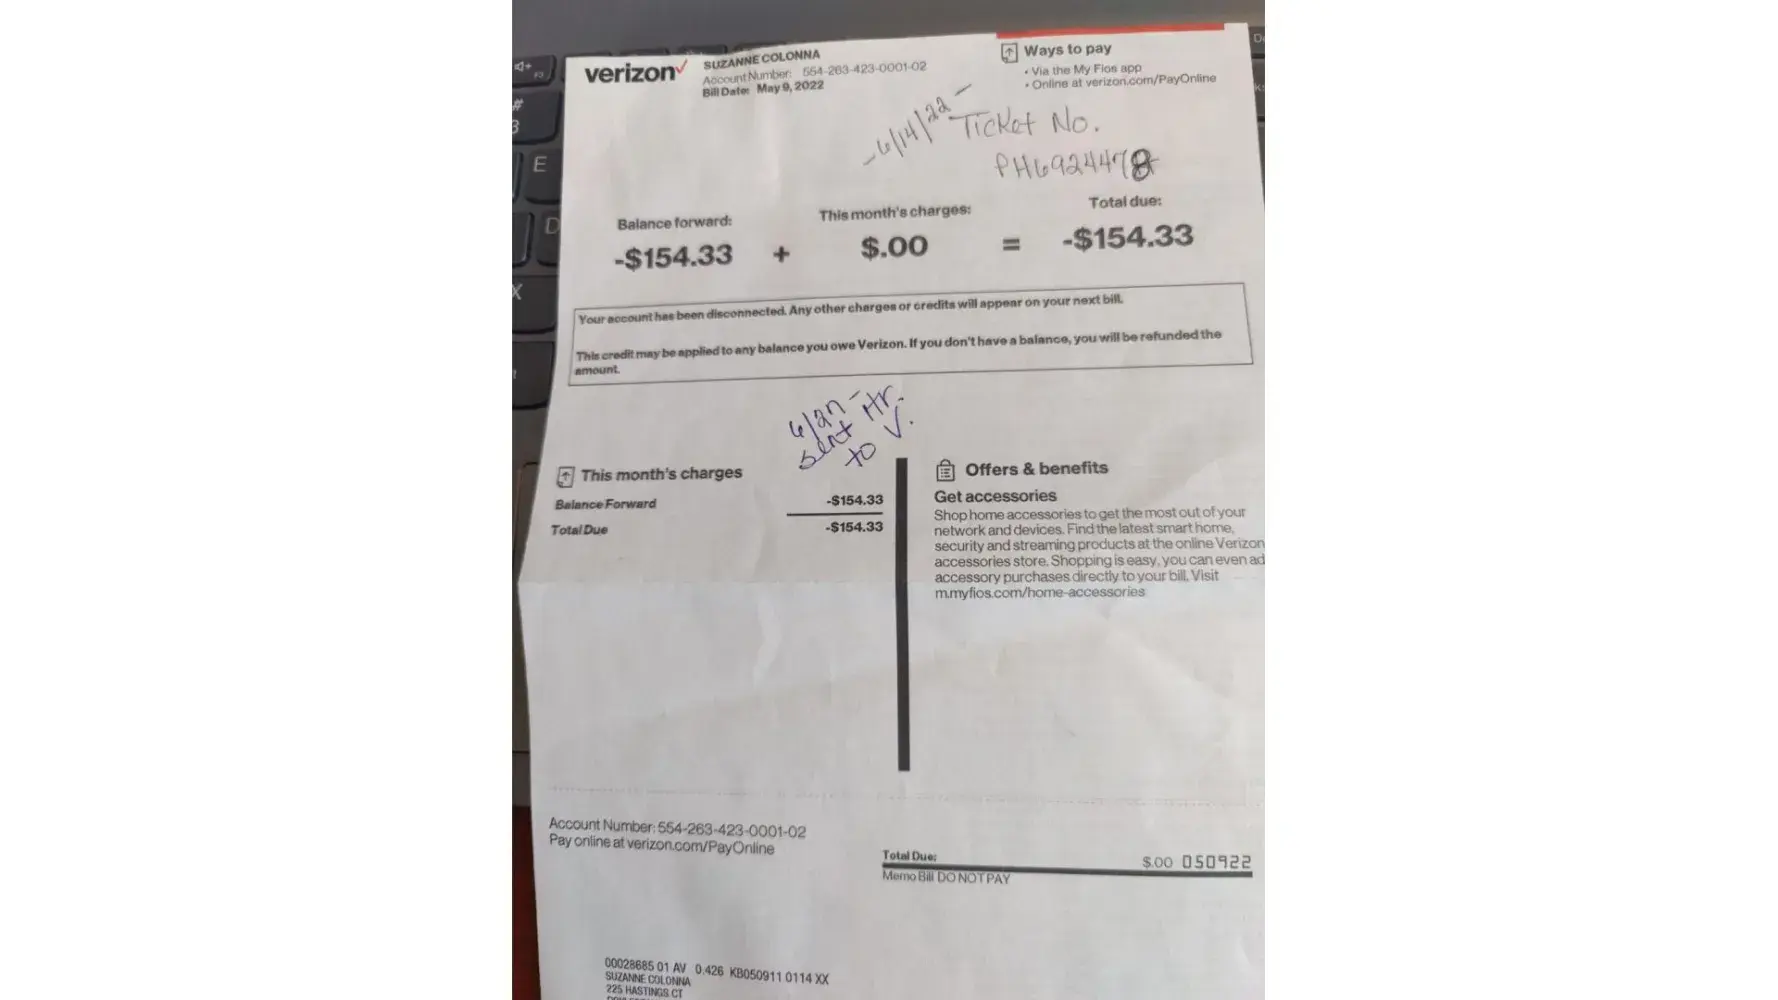 verizon
SUZANNE COLONNA
Account Number: 554-263-423-0001-02
Bill Date: May 9, 2022
Ways to pay
• Via the My Fios app
• Online at verizon.com/PayOnline
-6/14/22- Ticket No.
PH69244478
Balance forward:
-$154.33
+
This month's charges:
$.00
=
Total due:
-$154.33
Your account has been disconnected. Any other charges or credits will appear on your next bill.
This credit may be applied to any balance you owe Verizon. If you don't have a balance, you will be refunded the
amount.
6/27 - sent ltr. to V.
This month's charges
Balance Forward -$154.33
Total Due -$154.33
Offers & benefits
Get accessories
Shop home accessories to get the most out of your
network and devices. Find the latest smart home,
security and streaming products at the online Verizon
accessories store. Shopping is easy, you can even ad
accessory purchases directly to your bill. Visit
m.myfios.com/home-accessories
Account Number: 554-263-423-0001-02
Pay online at verizon.com/PayOnline
Total Due: $.00 050922
Memo Bill DO NOT PAY
00028685 01 AV 0.426 KB050911 0114 XX
SUZANNE COLONNA
225 HASTINGS CT